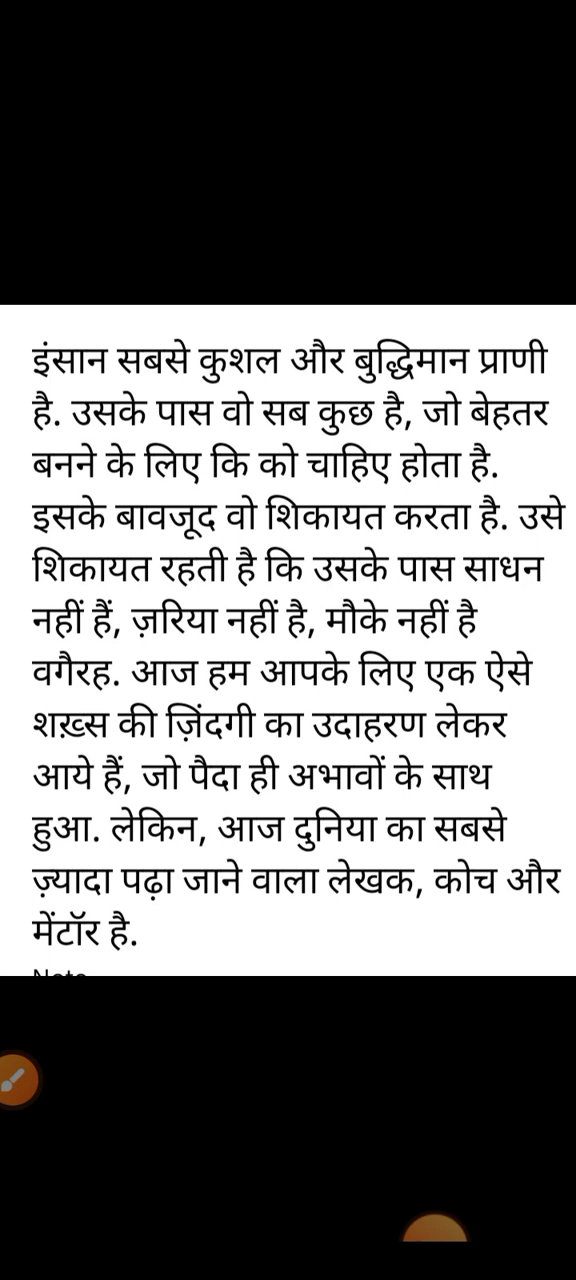 इंसान सबसे कुशल और बुद्धिमान प्राणी
है. उसके पास वो सब कुछ है, जो बेहतर
बनने के लिए कि को चाहिए होता है.
इसके बावजूद वो शिकायत करता है. उसे
शिकायत रहती है कि उसके पास साधन
नहीं हैं, ज़रिया नहीं है, मौके नहीं है
वगैरह. आज हम आपके लिए एक ऐसे
शख़्स की ज़िंदगी का उदाहरण लेकर
आये हैं, जो पैदा ही अभावों के साथ
हुआ. लेकिन, आज दुनिया का सबसे
ज़्यादा पढ़ा जाने वाला लेखक, कोच और
मेंटॉर है.